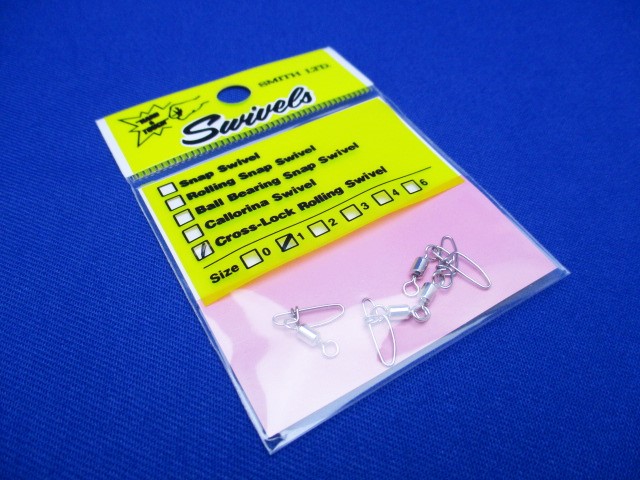 SMITH LTD.
Swivels
Snap Swivel
Rolling Snap Swivel
Ball Bearing Snap Swivel
Callorina Swivel
Cross-Lock Rolling Swivel
Size 0 1 2 3 4 6